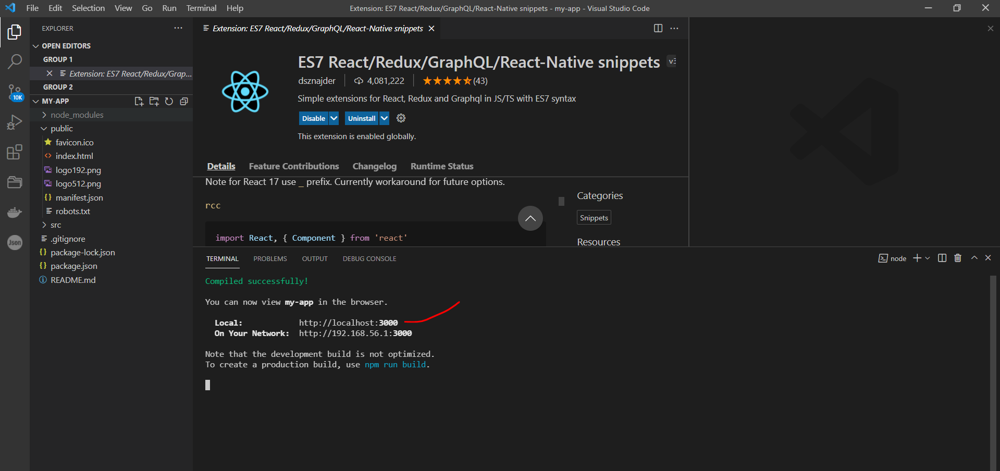 File Edit Selection View Go Run Terminal Help
Extension: ES7 React/Redux/GraphQL/React-Native snippets - my-app - Visual Studio Code
EXPLORER
OPEN EDITORS
GROUP 1
Extension: ES7 React/Redux/Grap...
GROUP 2
10K
MY-APP
node_modules
public
favicon.ico
index.html
logo192.png
logo512.png
manifest.json
robots.txt
src
.gitignore
package-lock.json
package.json
README.md
Json
Extension: ES7 React/Redux/GraphQL/React-Native snippets
ES7 React/Redux/GraphQL/React-Native snippets
dsznajder 4,081,222 (43)
Simple extensions for React, Redux and Graphql in JS/TS with ES7 syntax
Disable Uninstall
This extension is enabled globally.
Details Feature Contributions Changelog Runtime Status
Note for React 17 use _ prefix. Currently workaround for future options.
rcc
import React, { Component } from 'react'
Categories
Snippets
Resources
TERMINAL PROBLEMS OUTPUT DEBUG CONSOLE
node
Compiled successfully!
You can now view my-app in the browser.
Local: http://localhost:3000
On Your Network: http://192.168.56.1:3000
Note that the development build is not optimized.
To create a production build, use npm run build.